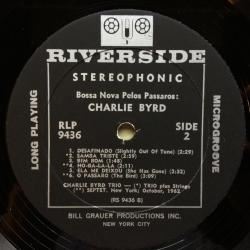 RIVERSIDE
STEREOPHONIC
Bossa Nova Pelos Passaros:
CHARLIE BYRD
RLP
9436
SIDE
2
LONG PLAYING
MICROGROOVE
1. DESAFINADO (Slightly Out Of Tune) (2:29)
2. SAMBA TRISTE (2:59)
3. BIM BOM (1:48)
4. HO-BA-LA-LA (2:31)
5. ELA ME DEIXOU (She Has Gone) (3:32)
6. O PASSARO (The Bird) (3:09)
CHARLIE BYRD TRIO — (*) TRIO plus Strings
(**) SEPTET. New York; October, 1962
(RS 9436 B)
BILL GRAUER PRODUCTIONS INC.
NEW YORK CITY